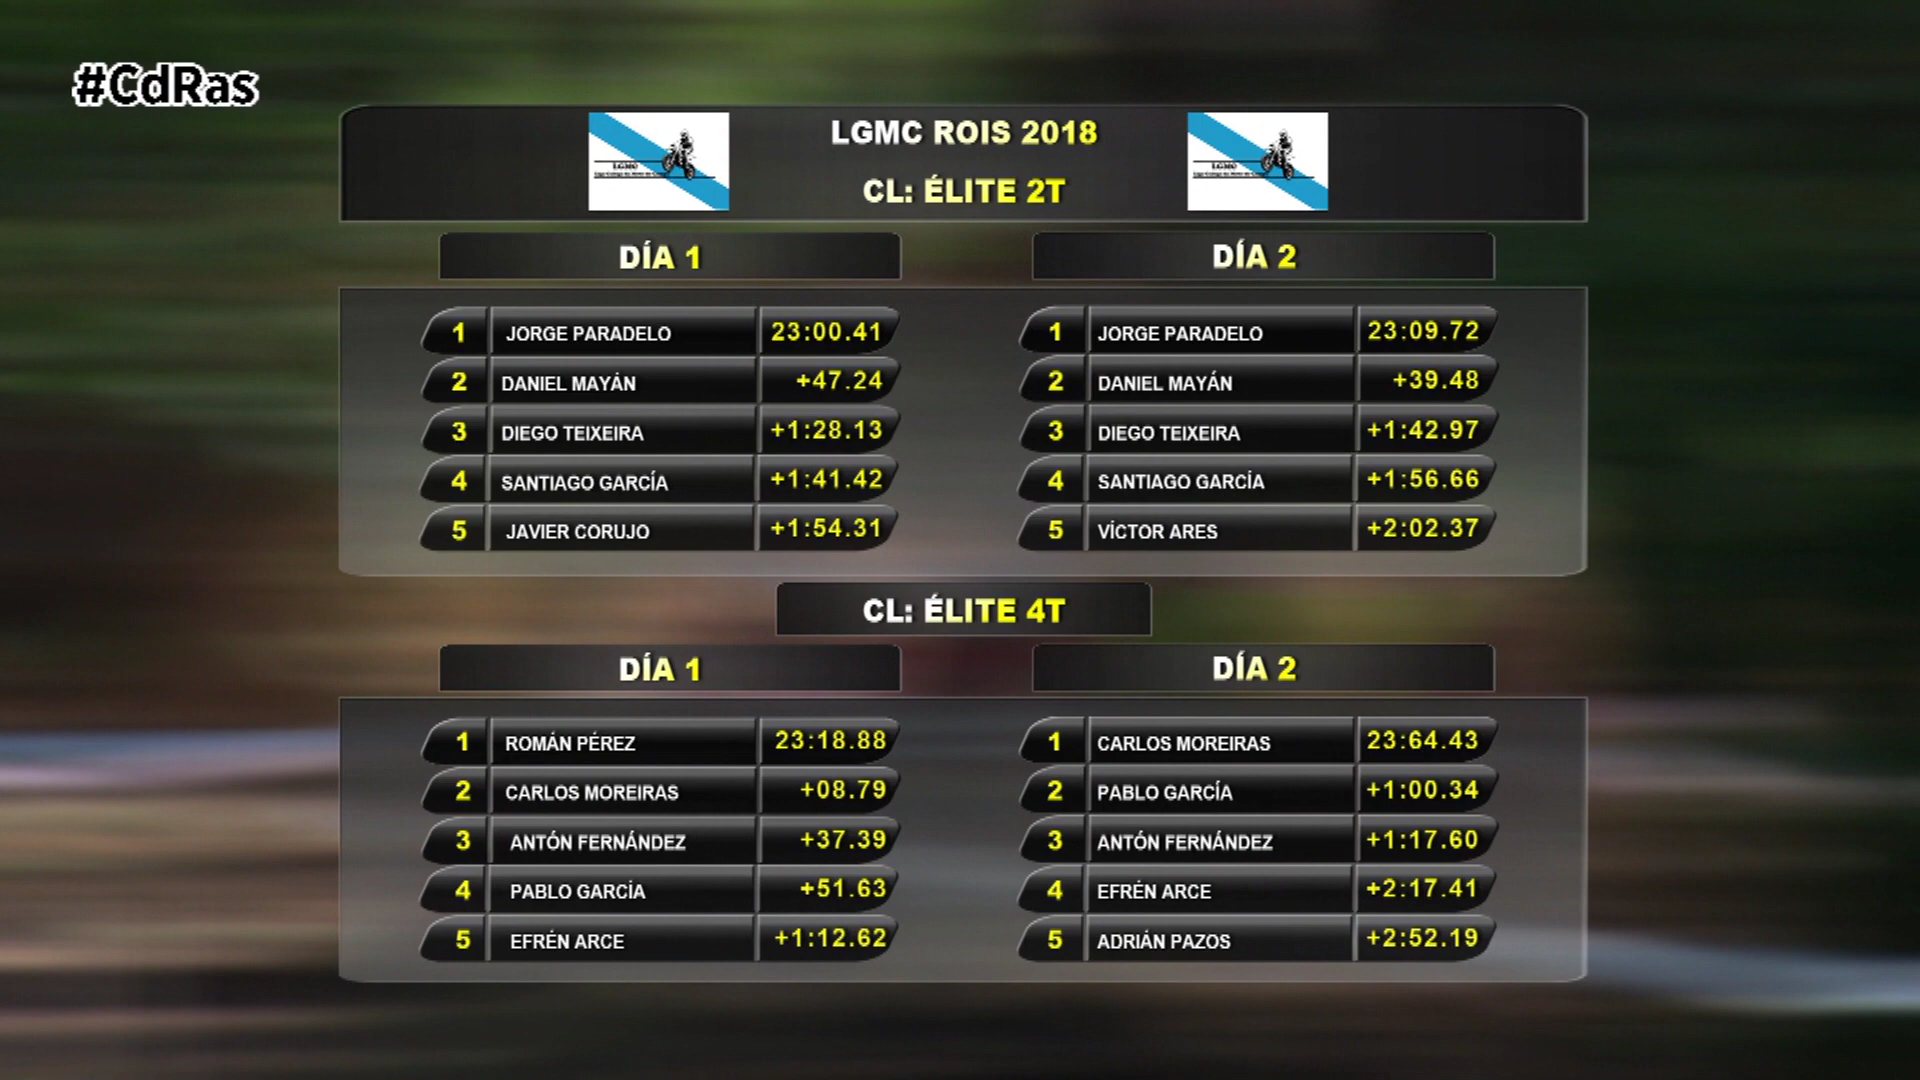 #CdRas
LGMC ROIS 2018
CL: ÉLITE 2T
LGMC
LGMC
DÍA 1
1 JORGE PARADELO 23:00.41
2 DANIEL MAYÁN +47.24
3 DIEGO TEIXEIRA +1:28.13
4 SANTIAGO GARCÍA +1:41.42
5 JAVIER CORUJO +1:54.31
DÍA 2
1 JORGE PARADELO 23:09.72
2 DANIEL MAYÁN +39.48
3 DIEGO TEIXEIRA +1:42.97
4 SANTIAGO GARCÍA +1:56.66
5 VÍCTOR ARES +2:02.37
CL: ÉLITE 4T
DÍA 1
1 ROMÁN PÉREZ 23:18.88
2 CARLOS MOREIRAS +08.79
3 ANTÓN FERNÁNDEZ +37.39
4 PABLO GARCÍA +51.63
5 EFRÉN ARCE +1:12.62
DÍA 2
1 CARLOS MOREIRAS 23:64.43
2 PABLO GARCÍA +1:00.34
3 ANTÓN FERNÁNDEZ +1:17.60
4 EFRÉN ARCE +2:17.41
5 ADRIÁN PAZOS +2:52.19